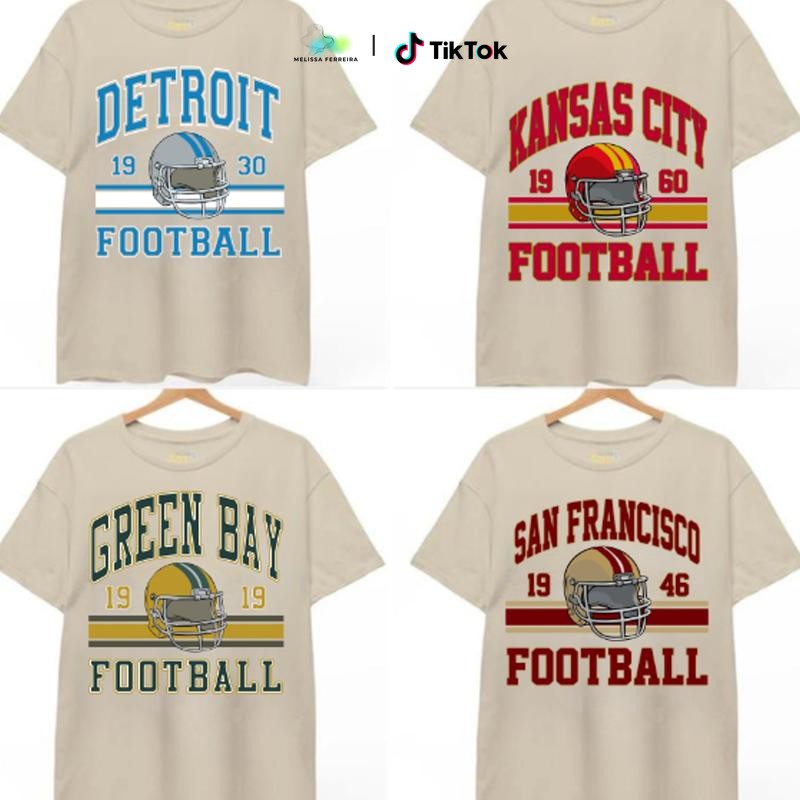 MELISSA FERREIRA | TikTok
DETROIT
19 30
FOOTBALL
KANSAS CITY
19 60
FOOTBALL
GREEN BAY
19 19
FOOTBALL
SAN FRANCISCO
19 46
FOOTBALL